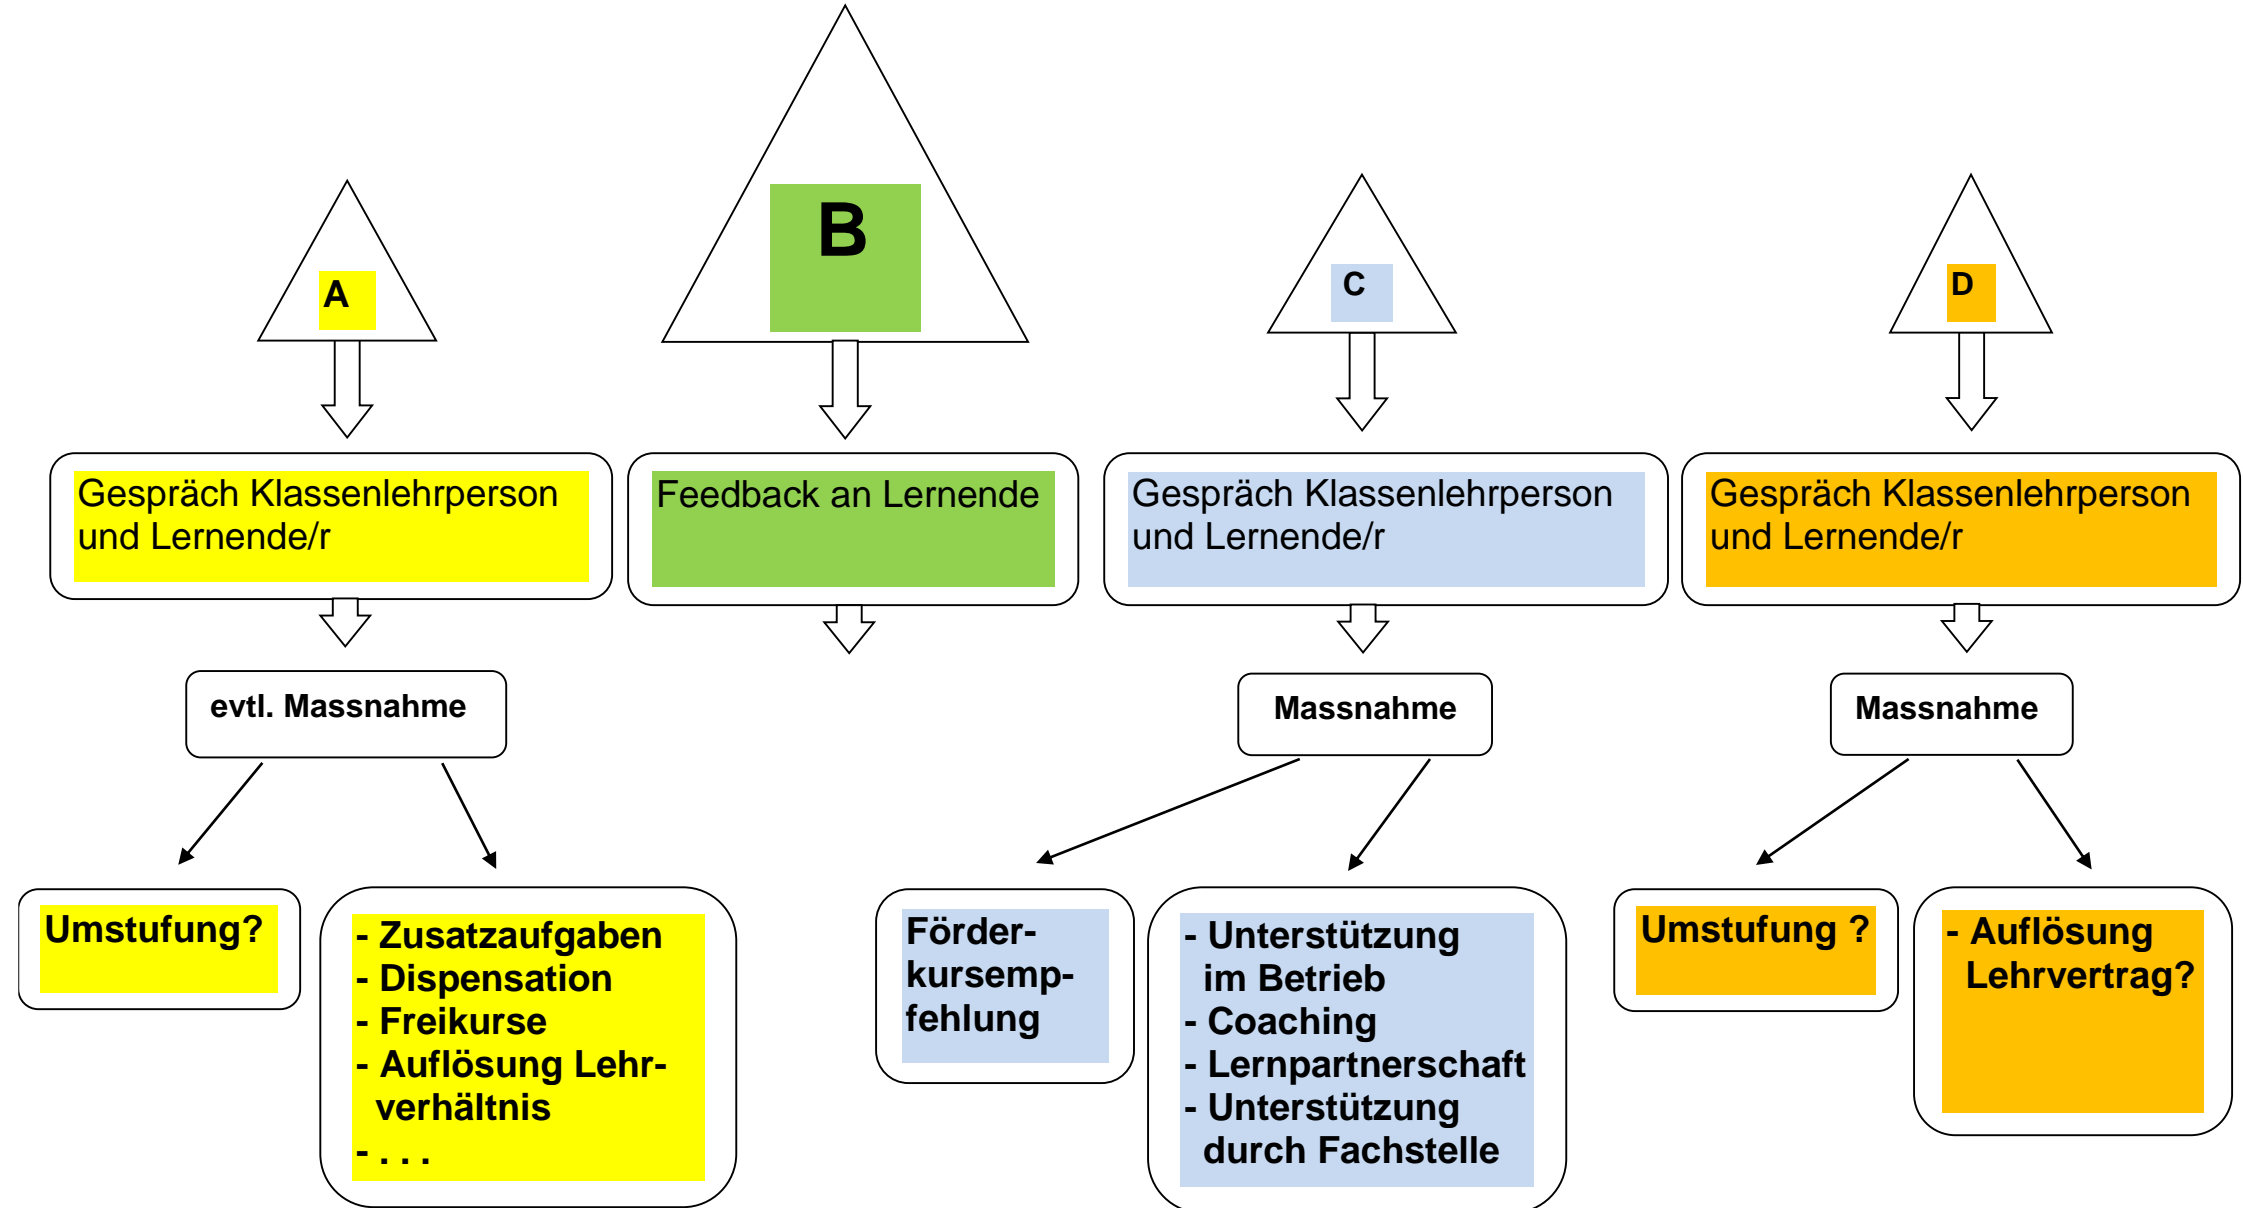 A
B
C
D
Gespräch Klassenlehrperson
und Lernende/r
Feedback an Lernende
Gespräch Klassenlehrperson
und Lernende/r
Gespräch Klassenlehrperson
und Lernende/r
evtl. Massnahme
Massnahme
Massnahme
Umstufung?
- Zusatzaufgaben
- Dispensation
- Freikurse
- Auflösung Lehr-
verhältnis
- . . .
Förder-
kursemp-
fehlung
- Unterstützung
im Betrieb
- Coaching
- Lernpartnerschaft
- Unterstützung
durch Fachstelle
Umstufung ?
- Auflösung
Lehrvertrag?